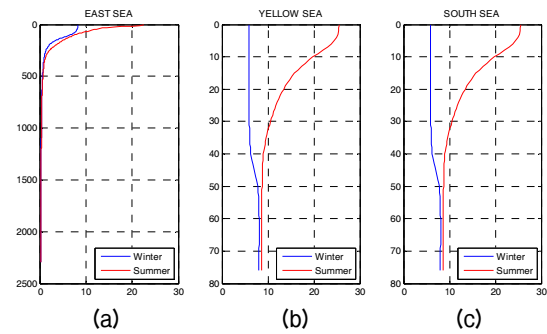 EAST SEA
0
500
1000
1500
2000
2500
0 10 20 30
Winter
Summer
(a)
YELLOW SEA
0
10
20
30
40
50
60
70
80
0 10 20 30
Winter
Summer
(b)
SOUTH SEA
0
10
20
30
40
50
60
70
80
0 10 20 30
Winter
Summer
(c)